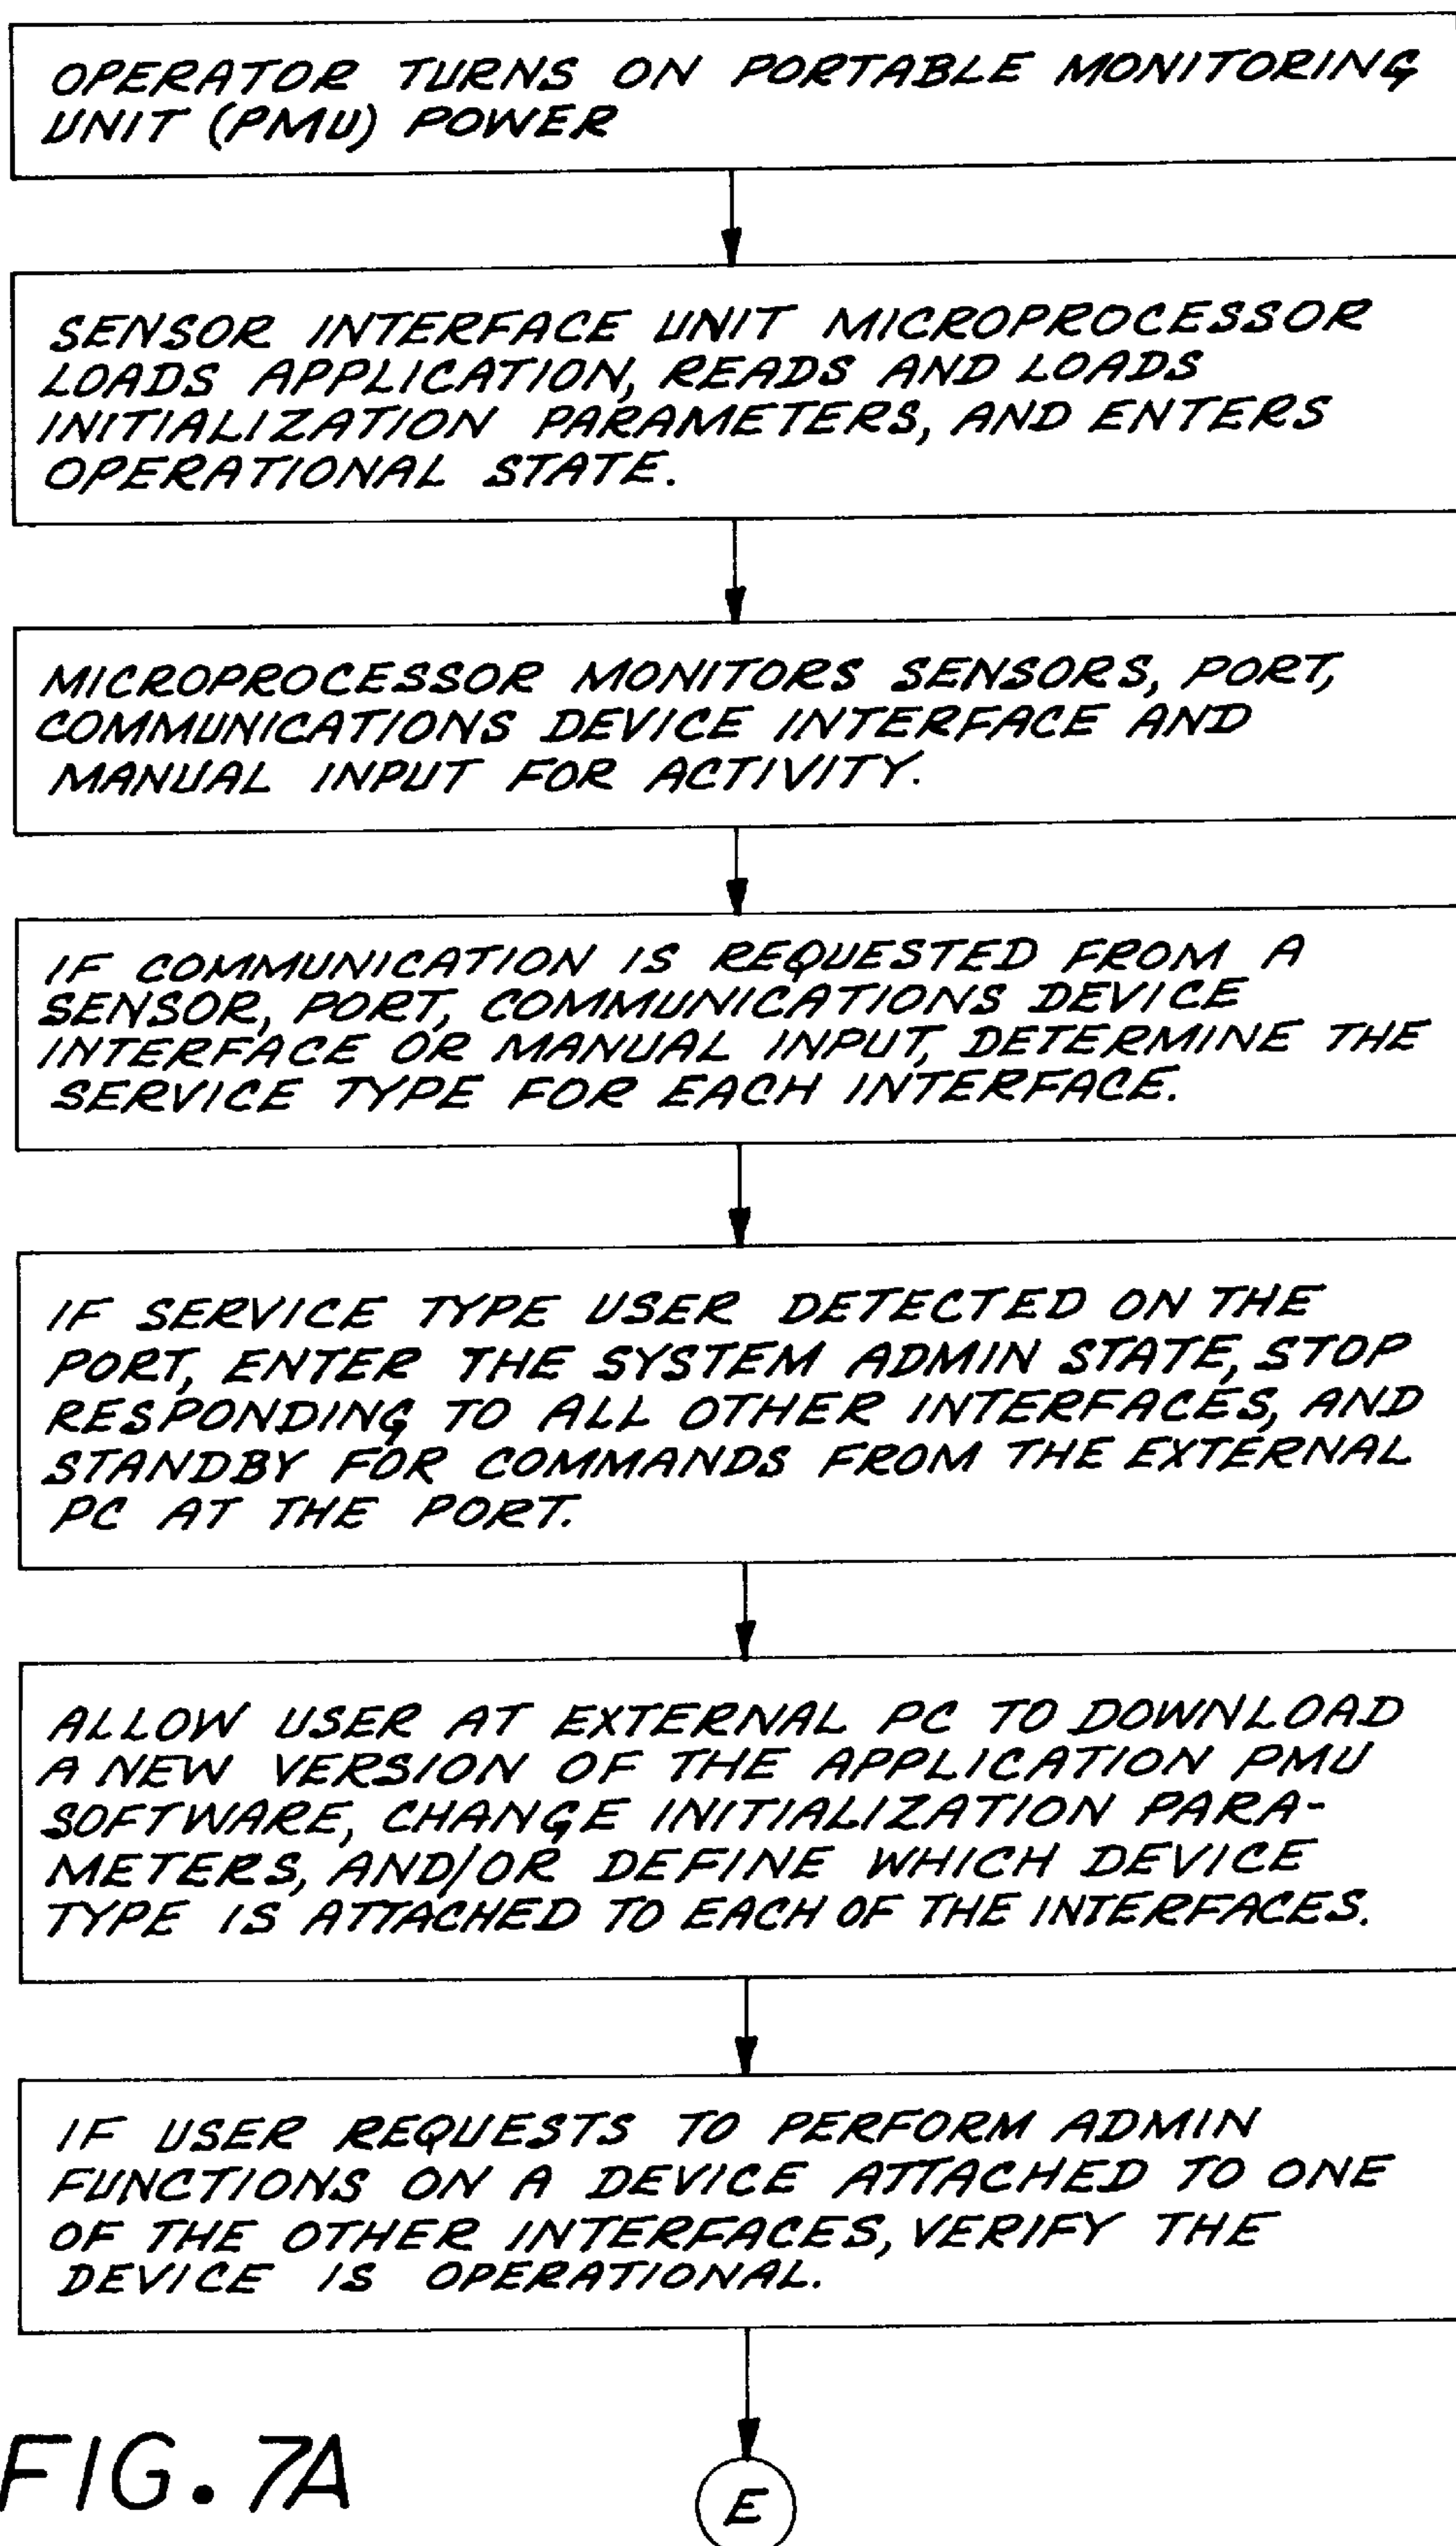 OPERATOR TURNS ON PORTABLE MONITORING
UNIT (PMU) POWER
SENSOR INTERFACE UNIT MICROPROCESSOR
LOADS APPLICATION, READS AND LOADS
INITIALIZATION PARAMETERS, AND ENTERS
OPERATIONAL STATE.
MICROPROCESSOR MONITORS SENSORS, PORT,
COMMUNICATIONS DEVICE INTERFACE AND
MANUAL INPUT FOR ACTIVITY.
IF COMMUNICATION IS REQUESTED FROM A
SENSOR, PORT, COMMUNICATIONS DEVICE
INTERFACE OR MANUAL INPUT, DETERMINE THE
SERVICE TYPE FOR EACH INTERFACE.
IF SERVICE TYPE USER DETECTED ON THE
PORT, ENTER THE SYSTEM ADMIN STATE, STOP
RESPONDING TO ALL OTHER INTERFACES, AND
STANDBY FOR COMMANDS FROM THE EXTERNAL
PC AT THE PORT.
ALLOW USER AT EXTERNAL PC TO DOWNLOAD
A NEW VERSION OF THE APPLICATION PMU
SOFTWARE, CHANGE INITIALIZATION PARA-
METERS, AND/OR DEFINE WHICH DEVICE
TYPE IS ATTACHED TO EACH OF THE INTERFACES.
IF USER REQUESTS TO PERFORM ADMIN
FUNCTIONS ON A DEVICE ATTACHED TO ONE
OF THE OTHER INTERFACES, VERIFY THE
DEVICE IS OPERATIONAL.
FIG. 7A
E